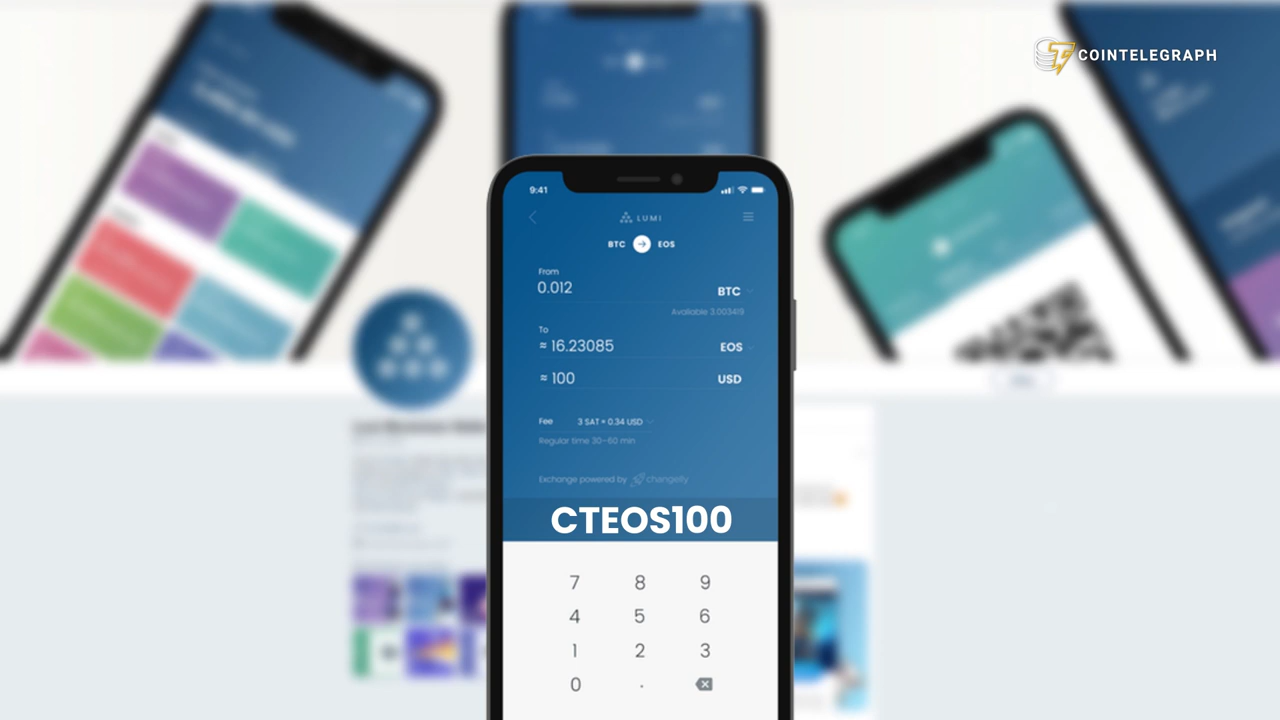 COINTELEGRAPH
9:41
LUMI
BTC EOS
From
0.012 BTC
Available 3.003419
To
≈ 16.23085 EOS
≈ 100 USD
Fee 3 SAT ≈ 0.34 USD
Regular time 30–60 min
Exchange powered by changelly
CTEOS100
7 8 9
4 5 6
1 2 3
0 .